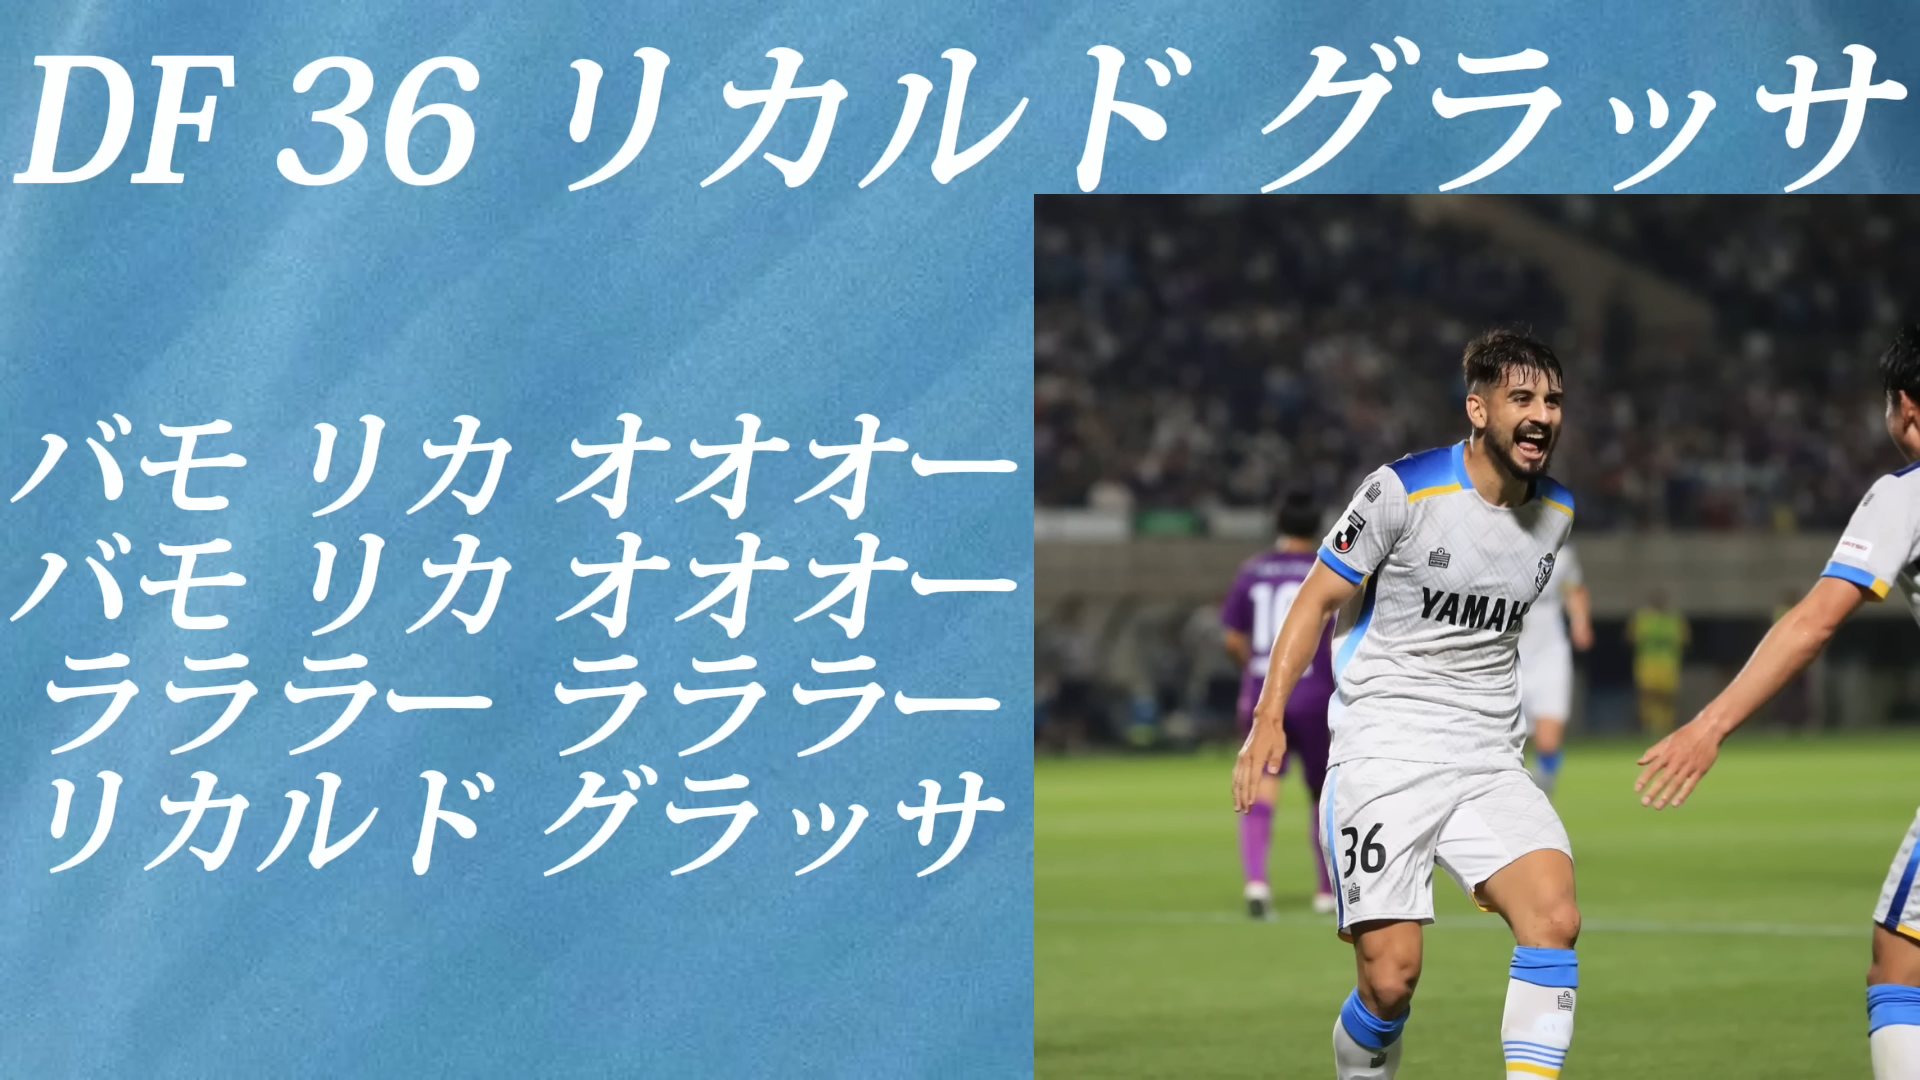 DF 36 リカルド グラッサ
バモ リカ オオオー
バモ リカ オオオー
ラララー ラララー
リカルド グラッサ
YAMAH
36
10